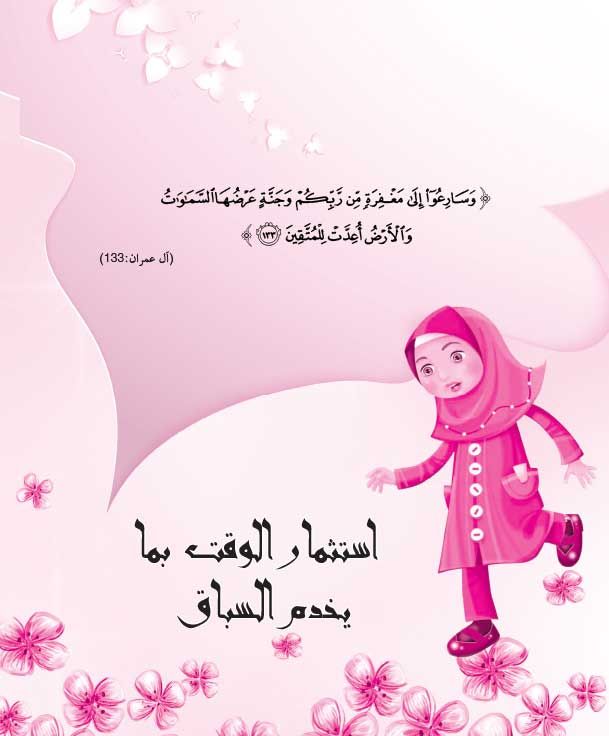 ﴿ وَسَارِعُوٓا۟ إِلَىٰ مَغْفِرَةٍ مِّن رَّبِّكُمْ وَجَنَّةٍ عَرْضُهَا ٱلسَّمَٰوَٰتُ
وَٱلْأَرْضُ أُعِدَّتْ لِلْمُتَّقِينَ ١٣٣ ﴾
(آل عمران:133)
استثمار الوقت بما
يخدم السباق